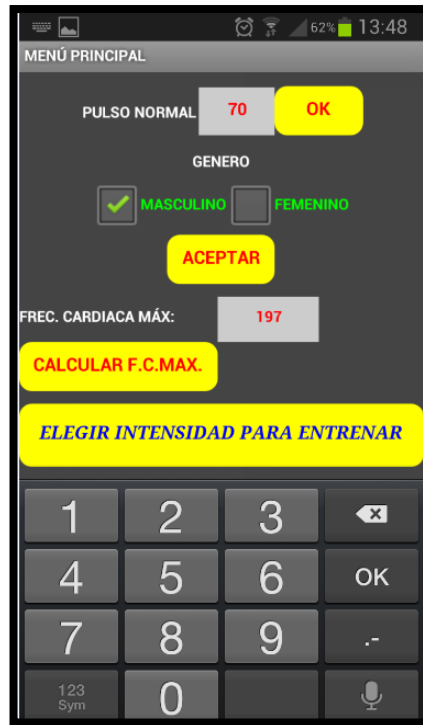 62% 13:48
MENÚ PRINCIPAL
PULSO NORMAL 70 OK
GENERO
MASCULINO FEMENINO
ACEPTAR
FREC. CARDIACA MÁX: 197
CALCULAR F.C.MAX.
ELEGIR INTENSIDAD PARA ENTRENAR
1 2 3
4 5 6 OK
7 8 9 .-
123 0
Sym